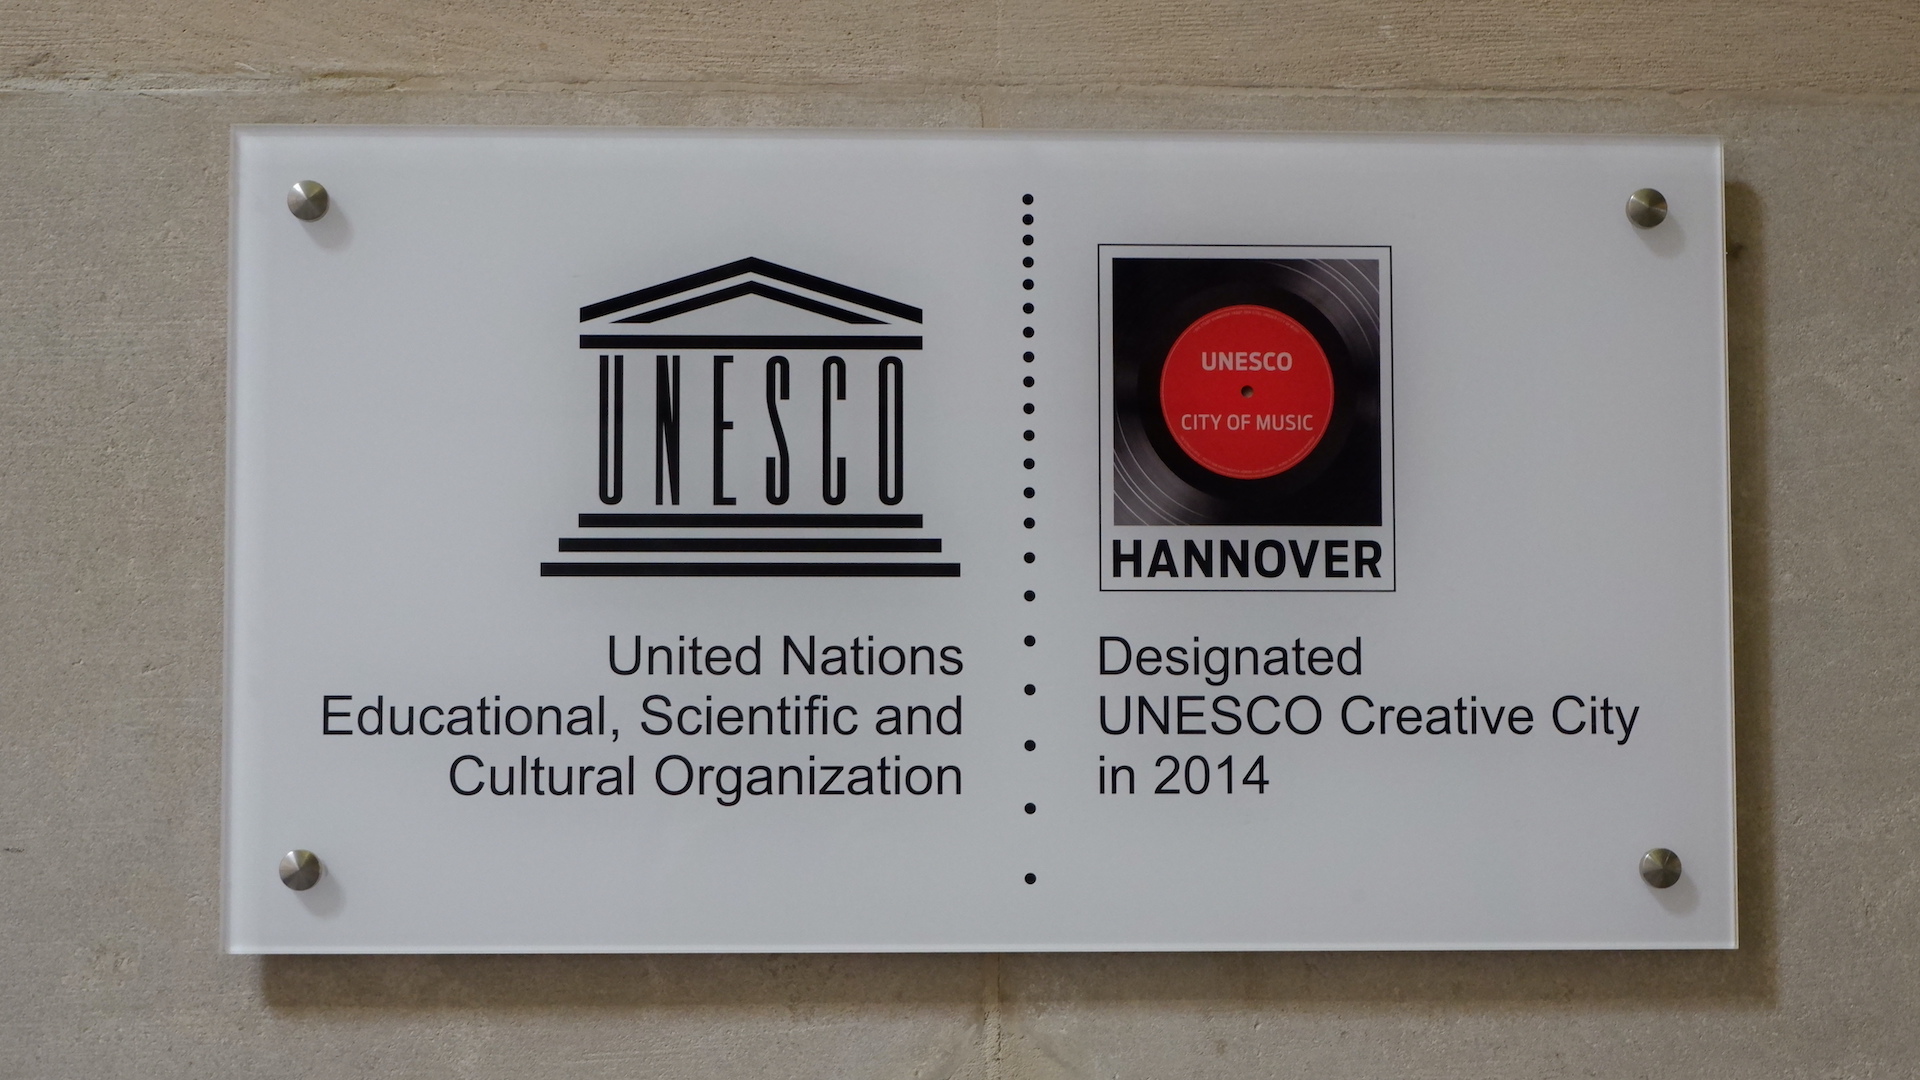 UNESCO
United Nations
Educational, Scientific and
Cultural Organization
UNESCO
CITY OF MUSIC
HANNOVER
Designated
UNESCO Creative City
in 2014